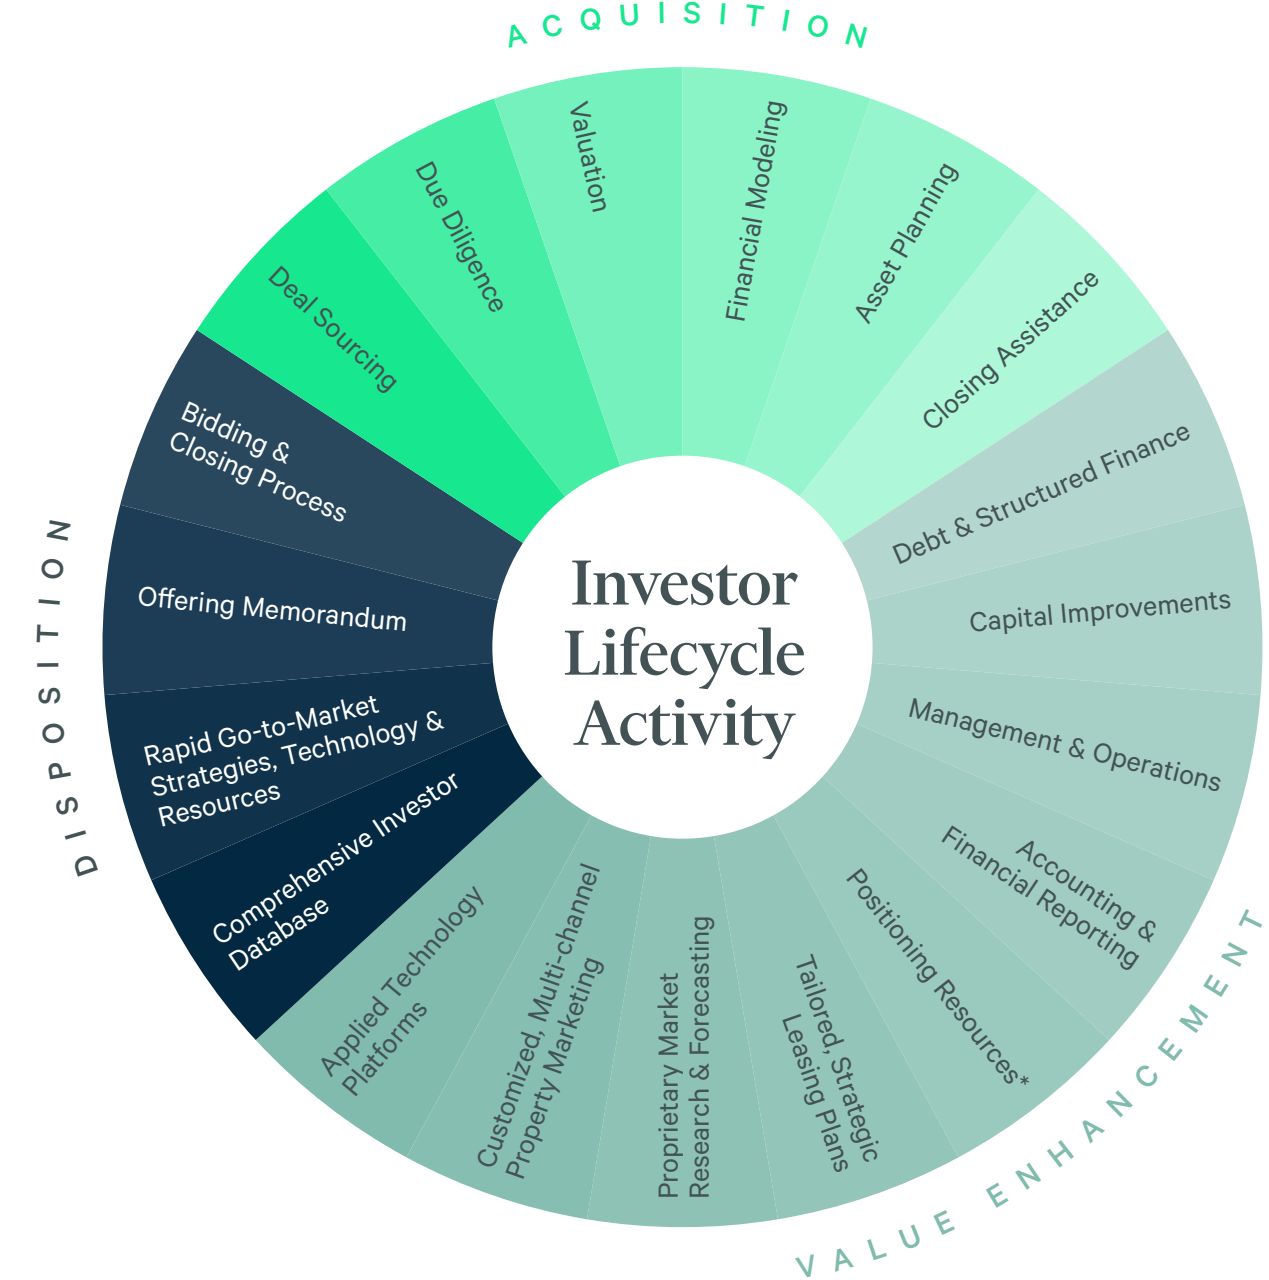 ACQUISITION
Deal Sourcing
Due Diligence
Valuation
Financial Modeling
Asset Planning
Closing Assistance
Debt & Structured Finance
Capital Improvements
Management & Operations
Accounting &
Financial Reporting
Positioning Resources*
Tailored, Strategic
Leasing Plans
Proprietary Market
Research & Forecasting
Customized, Multi-channel
Property Marketing
Applied Technology
Platforms
VALUE ENHANCEMENT
Comprehensive Investor
Database
Rapid Go-to-Market
Strategies, Technology &
Resources
Offering Memorandum
Bidding &
Closing Process
DISPOSITION
Investor
Lifecycle
Activity